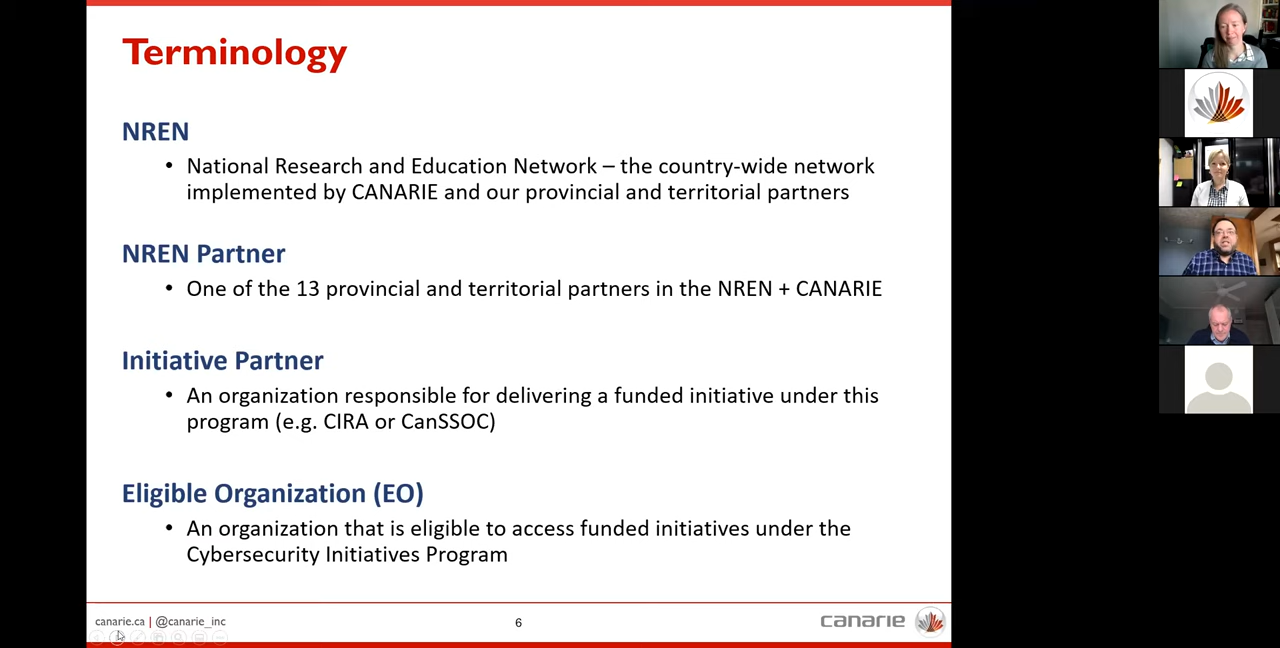 Terminology
NREN
• National Research and Education Network – the country-wide network
implemented by CANARIE and our provincial and territorial partners
NREN Partner
• One of the 13 provincial and territorial partners in the NREN + CANARIE
Initiative Partner
• An organization responsible for delivering a funded initiative under this
program (e.g. CIRA or CanSSOC)
Eligible Organization (EO)
• An organization that is eligible to access funded initiatives under the
Cybersecurity Initiatives Program
canarie.ca | @canarie_inc
6
canarie